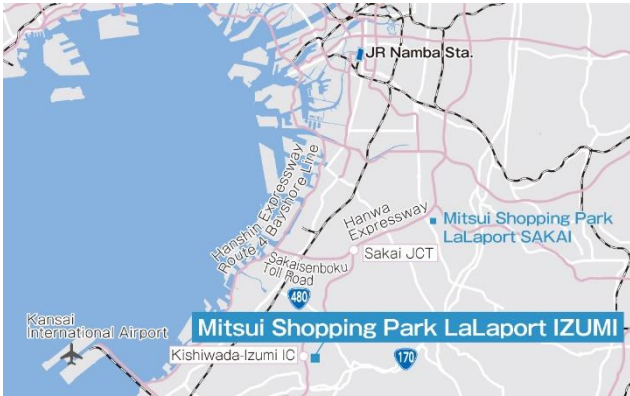 JR Namba Sta.
Hanshin Expressway
Route 4 Bayshore Line
Hanwa
Expressway
Mitsui Shopping Park
LaLaport SAKAI
Sakai JCT
Sakaisenboku
Toll Road
480
Kansai
International Airport
Mitsui Shopping Park LaLaport IZUMI
Kishiwada-Izumi IC
170